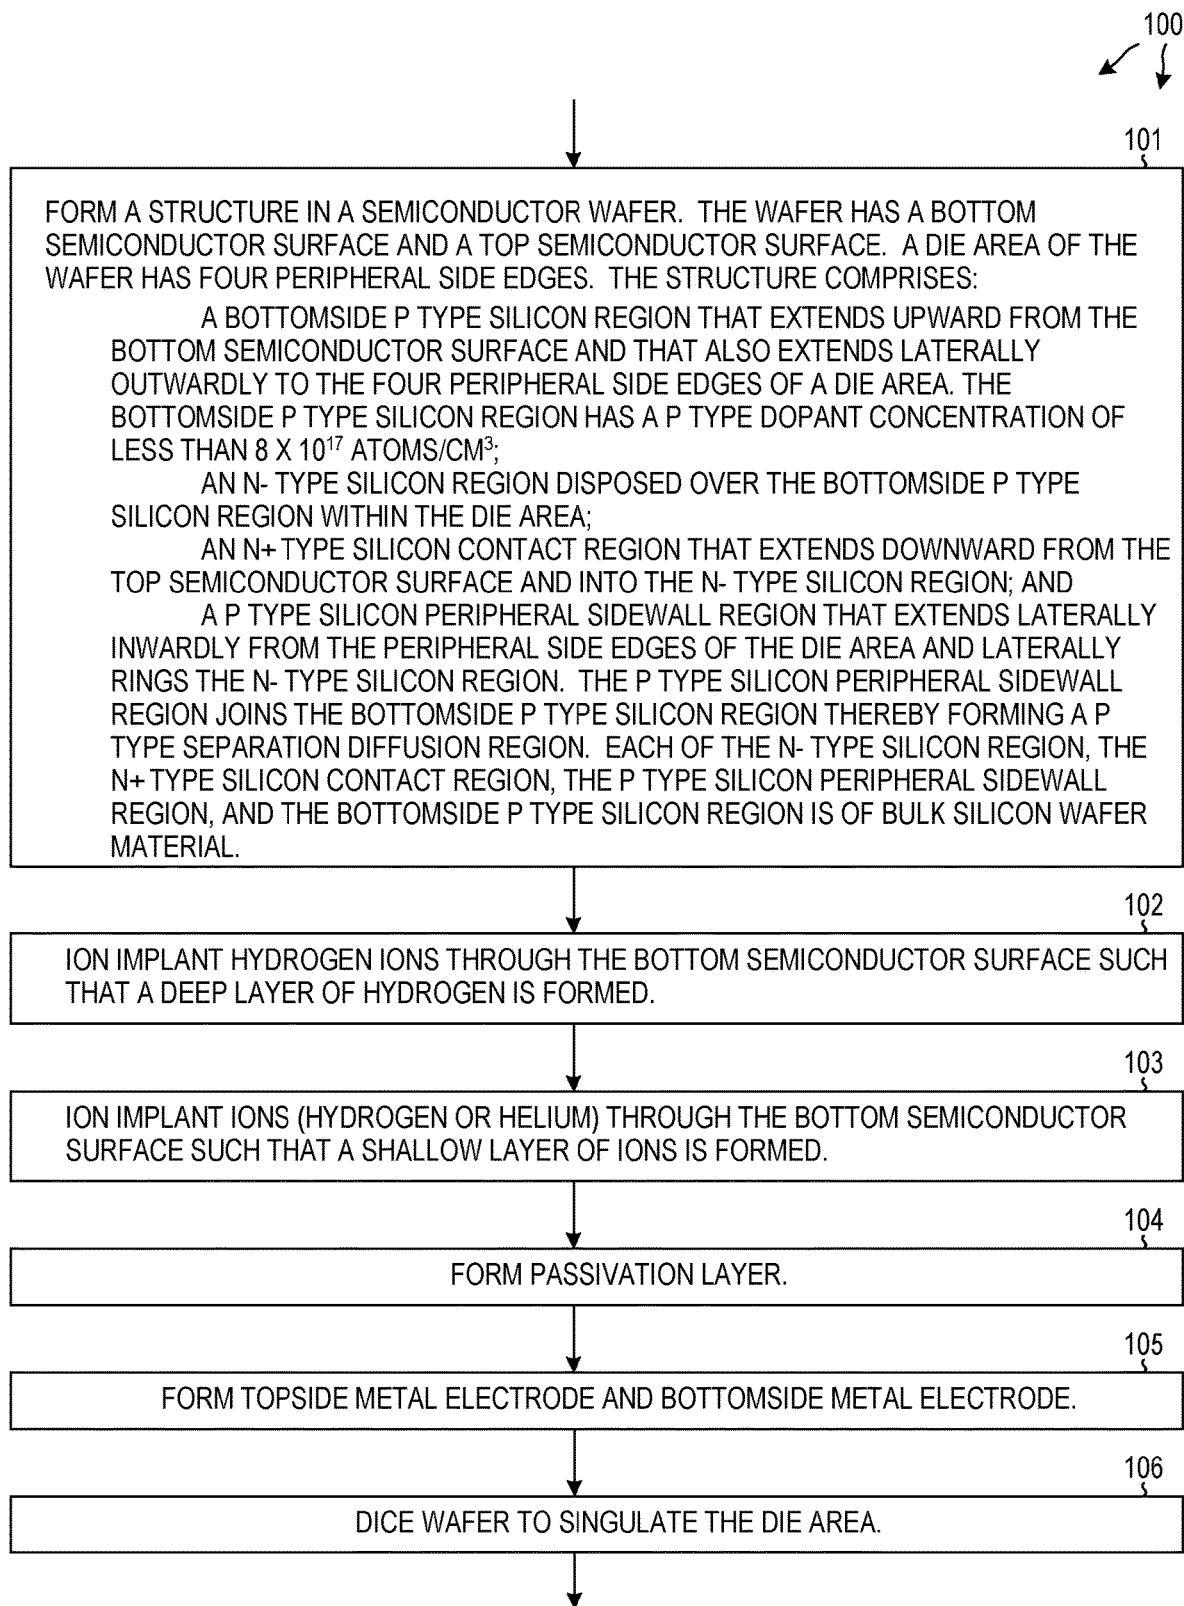 100
101
FORM A STRUCTURE IN A SEMICONDUCTOR WAFER. THE WAFER HAS A BOTTOM
SEMICONDUCTOR SURFACE AND A TOP SEMICONDUCTOR SURFACE. A DIE AREA OF THE
WAFER HAS FOUR PERIPHERAL SIDE EDGES. THE STRUCTURE COMPRISES:
A BOTTOMSIDE P TYPE SILICON REGION THAT EXTENDS UPWARD FROM THE
BOTTOM SEMICONDUCTOR SURFACE AND THAT ALSO EXTENDS LATERALLY
OUTWARDLY TO THE FOUR PERIPHERAL SIDE EDGES OF A DIE AREA. THE
BOTTOMSIDE P TYPE SILICON REGION HAS A P TYPE DOPANT CONCENTRATION OF
LESS THAN 8 X 10¹⁷ ATOMS/CM³;
AN N- TYPE SILICON REGION DISPOSED OVER THE BOTTOMSIDE P TYPE
SILICON REGION WITHIN THE DIE AREA;
AN N+ TYPE SILICON CONTACT REGION THAT EXTENDS DOWNWARD FROM THE
TOP SEMICONDUCTOR SURFACE AND INTO THE N- TYPE SILICON REGION; AND
A P TYPE SILICON PERIPHERAL SIDEWALL REGION THAT EXTENDS LATERALLY
INWARDLY FROM THE PERIPHERAL SIDE EDGES OF THE DIE AREA AND LATERALLY
RINGS THE N- TYPE SILICON REGION. THE P TYPE SILICON PERIPHERAL SIDEWALL
REGION JOINS THE BOTTOMSIDE P TYPE SILICON REGION THEREBY FORMING A P
TYPE SEPARATION DIFFUSION REGION. EACH OF THE N- TYPE SILICON REGION, THE
N+ TYPE SILICON CONTACT REGION, THE P TYPE SILICON PERIPHERAL SIDEWALL
REGION, AND THE BOTTOMSIDE P TYPE SILICON REGION IS OF BULK SILICON WAFER
MATERIAL.
102
ION IMPLANT HYDROGEN IONS THROUGH THE BOTTOM SEMICONDUCTOR SURFACE SUCH
THAT A DEEP LAYER OF HYDROGEN IS FORMED.
103
ION IMPLANT IONS (HYDROGEN OR HELIUM) THROUGH THE BOTTOM SEMICONDUCTOR
SURFACE SUCH THAT A SHALLOW LAYER OF IONS IS FORMED.
104
FORM PASSIVATION LAYER.
105
FORM TOPSIDE METAL ELECTRODE AND BOTTOMSIDE METAL ELECTRODE.
106
DICE WAFER TO SINGULATE THE DIE AREA.